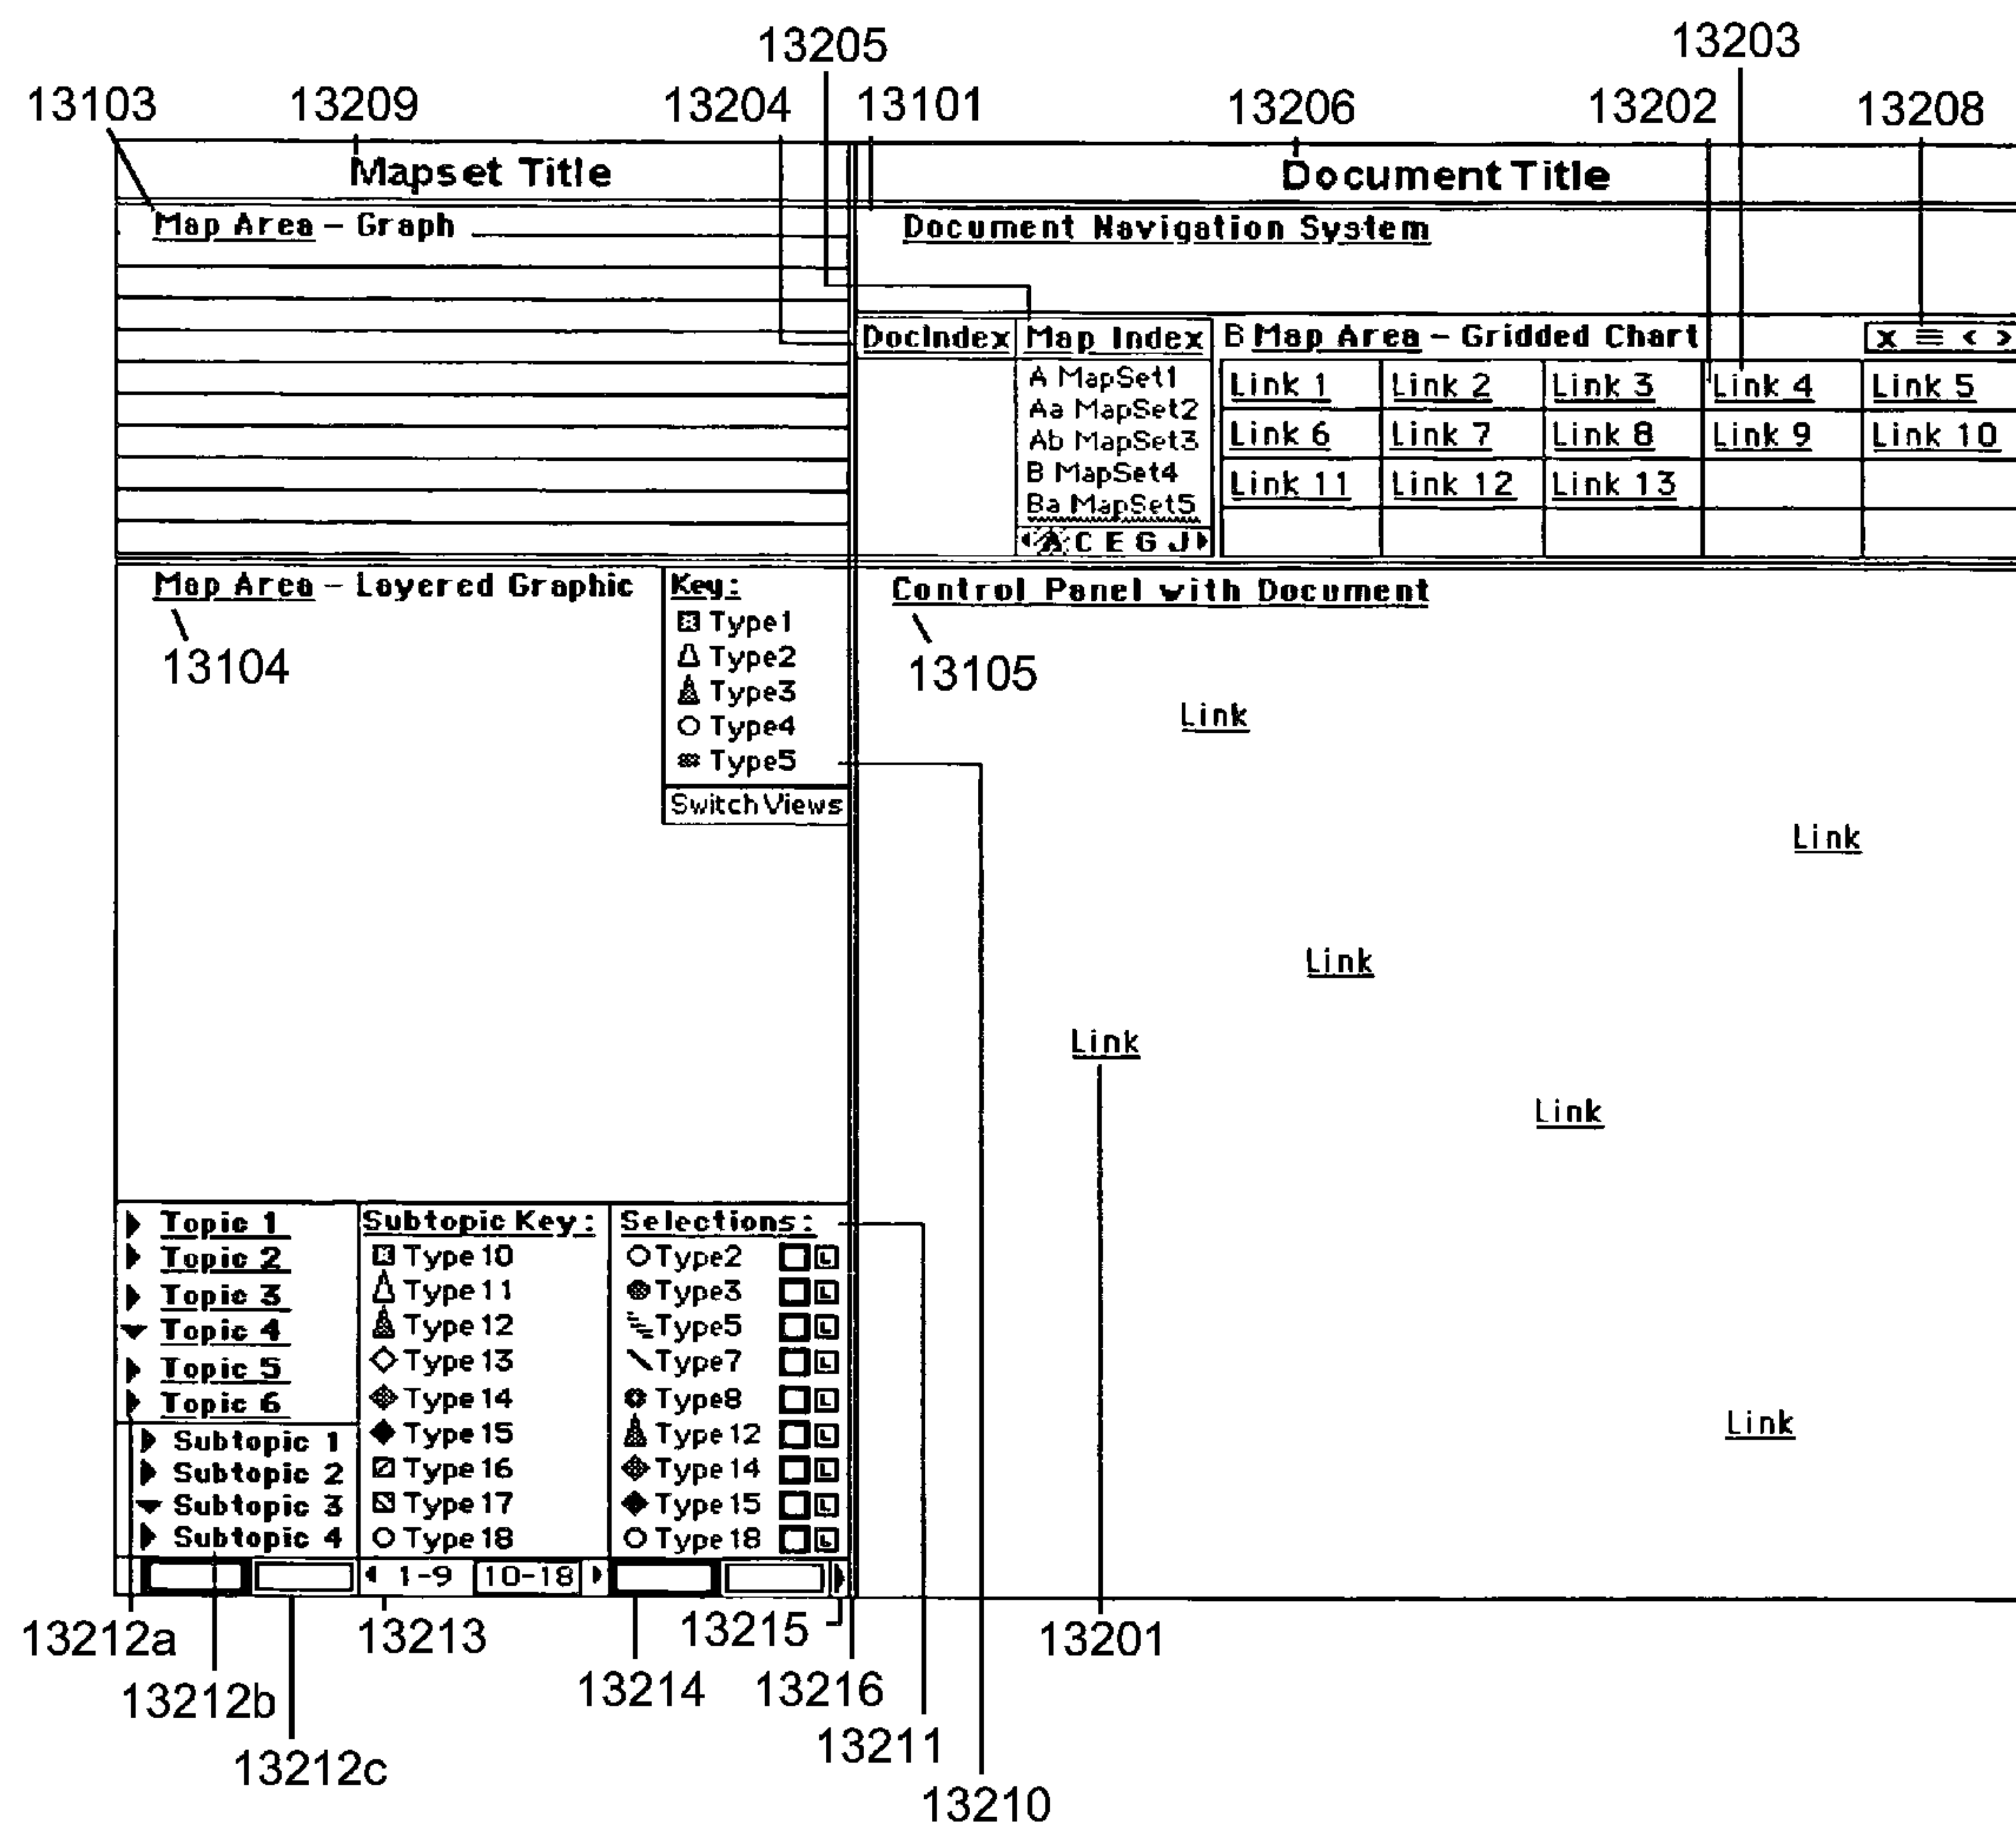 13205
13203
13103
13209
13204
13101
13206
13202
13208
Mapset Title
Document Title
Map Area – Graph
Document Navigation System
DocIndex
Map Index
B Map Area – Gridded Chart
x ≡ < >
A MapSet1
Aa MapSet2
Ab MapSet3
B MapSet4
Ba MapSet5
A C E G J
Link 1
Link 2
Link 3
Link 4
Link 5
Link 6
Link 7
Link 8
Link 9
Link 10
Link 11
Link 12
Link 13
Map Area – Layered Graphic
13104
Key:
Type1
Type2
Type3
Type4
Type5
Switch Views
Control Panel with Document
13105
Link
Link
Link
Link
Link
Link
Topic 1
Topic 2
Topic 3
Topic 4
Topic 5
Topic 6
Subtopic 1
Subtopic 2
Subtopic 3
Subtopic 4
Subtopic Key:
Type 10
Type 11
Type 12
Type 13
Type 14
Type 15
Type 16
Type 17
Type 18
1-9
10-18
Selections:
Type2 L
Type3 L
Type5 L
Type7 L
Type8 L
Type 12 L
Type 14 L
Type 15 L
Type 18 L
13212a
13213
13215
13201
13212b
13214
13216
13211
13212c
13210